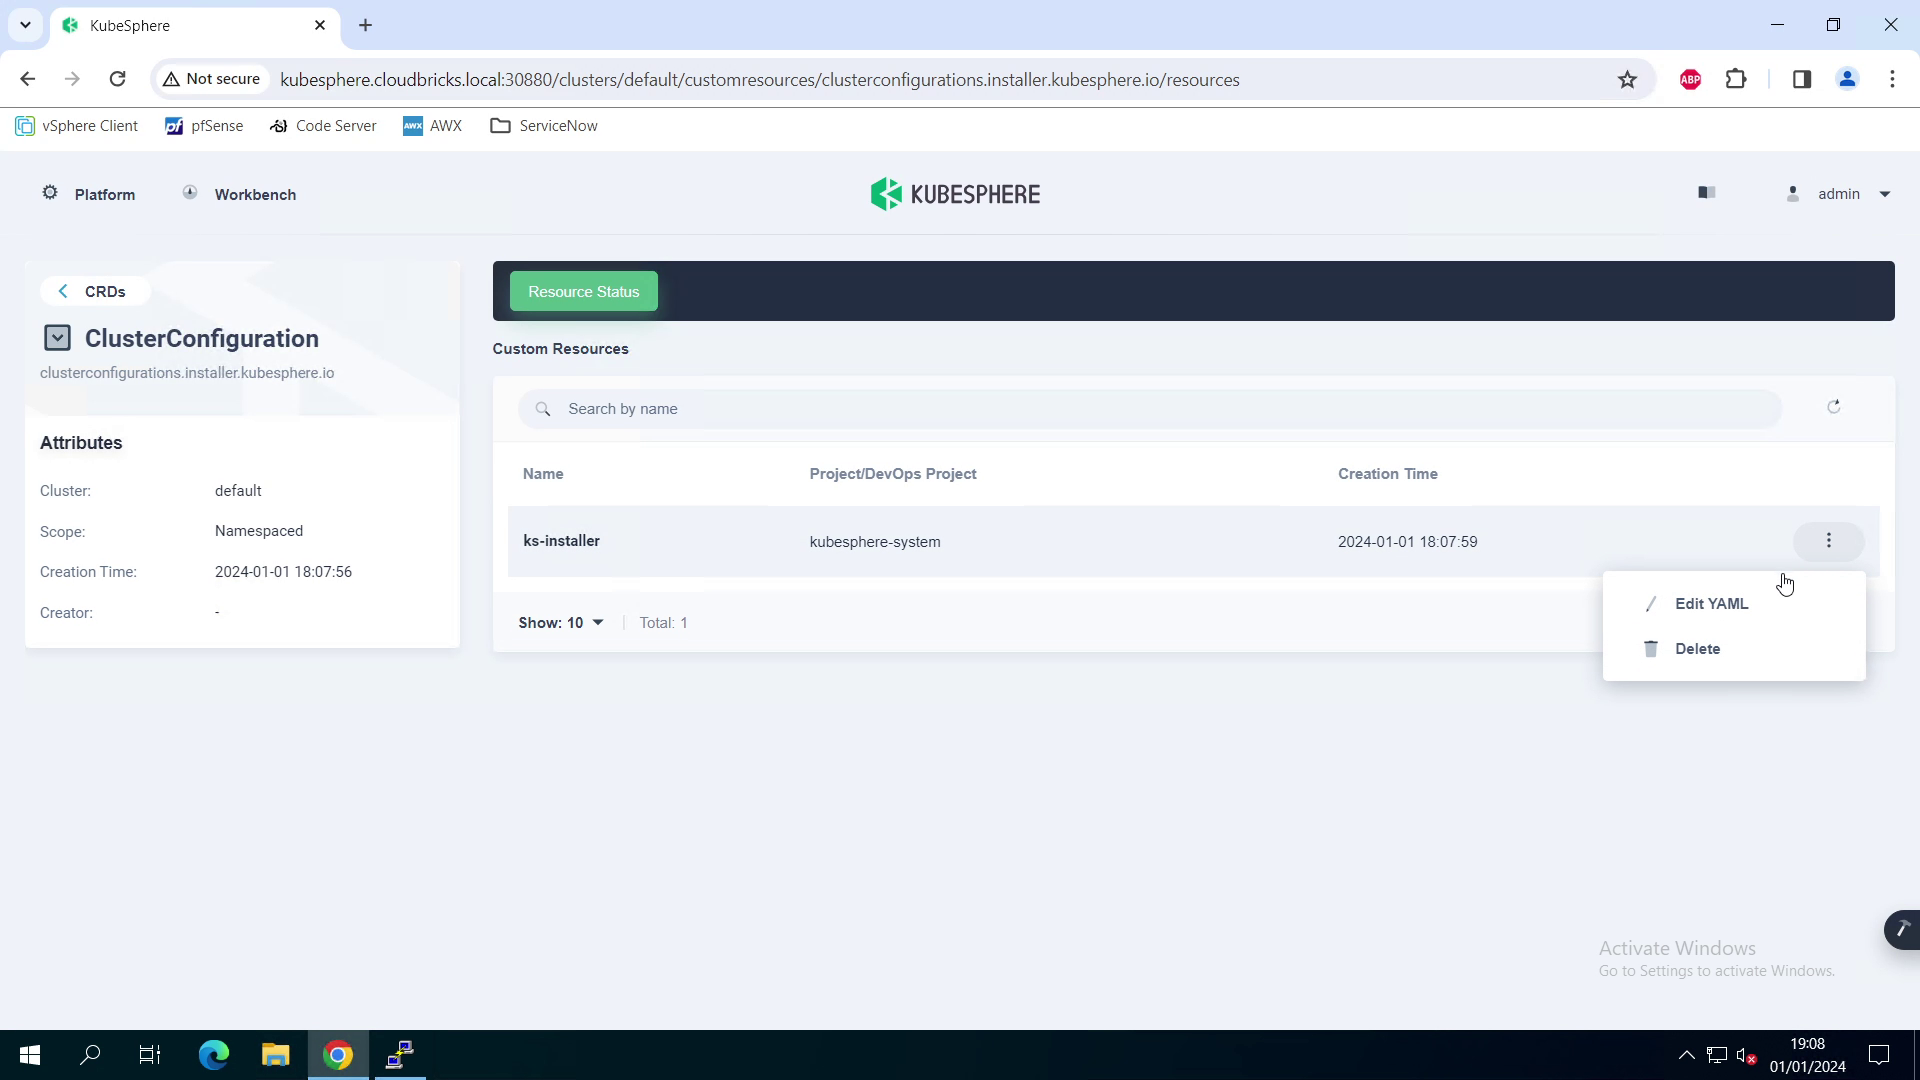 KubeSphere
Not secure
kubesphere.cloudbricks.local:30880/clusters/default/customresources/clusterconfigurations.installer.kubesphere.io/resources
ABP
vSphere Client
pf pfSense
Code Server
AWX AWX
ServiceNow
Platform
Workbench
KUBESPHERE
admin
CRDs
ClusterConfiguration
clusterconfigurations.installer.kubesphere.io
Attributes
Cluster: default
Scope: Namespaced
Creation Time: 2024-01-01 18:07:56
Creator: -
Resource Status
Custom Resources
Search by name
Name Project/DevOps Project Creation Time
ks-installer kubesphere-system 2024-01-01 18:07:59
Edit YAML
Delete
Show: 10 Total: 1
Activate Windows
Go to Settings to activate Windows.
19:08
01/01/2024